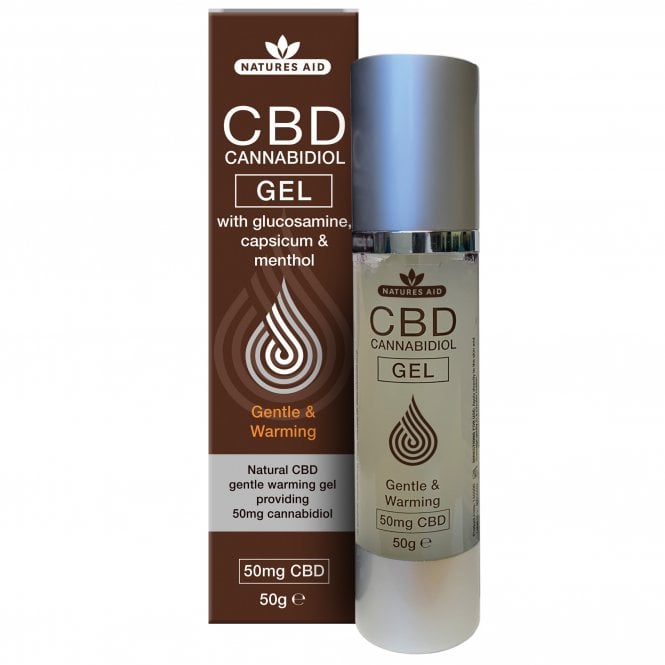 NATURES AID
CBD
CANNABIDIOL
GEL
with glucosamine,
capsicum &
menthol
Gentle &
Warming
Natural CBD
gentle warming gel
providing
50mg cannabidiol
50mg CBD
50g ℮
NATURES AID
CBD
CANNABIDIOL
GEL
Gentle &
Warming
50mg CBD
50g ℮